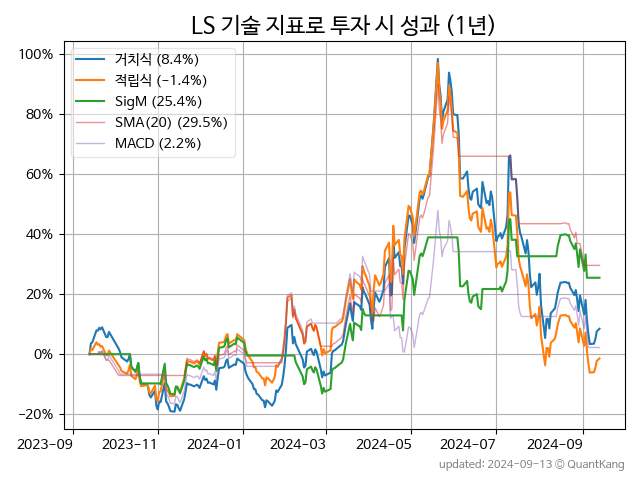 LS 기술 지표로 투자 시 성과 (1년)
거치식 (8.4%)
적립식 (−1.4%)
SigM (25.4%)
SMA(20) (29.5%)
MACD (2.2%)
100%
80%
60%
40%
20%
0%
−20%
2023-09 2023-11 2024-01 2024-03 2024-05 2024-07 2024-09
updated: 2024-09-13 © QuantKang